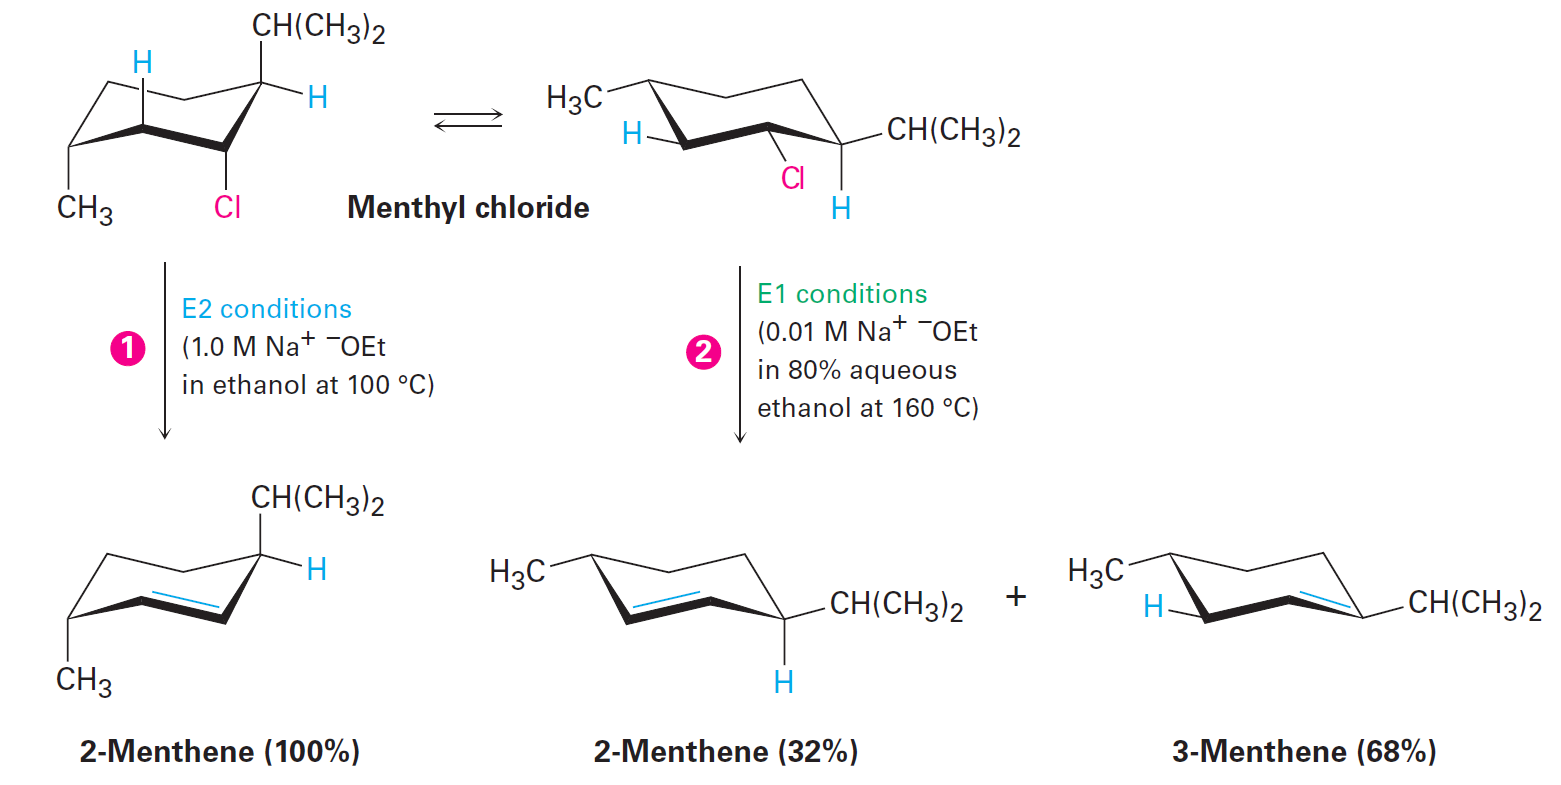 CH(CH3)2
H
H
CH3
Cl
H3C
H
CH(CH3)2
Cl
H
Menthyl chloride
1
E2 conditions
(1.0 M Na+ −OEt
in ethanol at 100 °C)
2
E1 conditions
(0.01 M Na+ −OEt
in 80% aqueous
ethanol at 160 °C)
CH(CH3)2
H
CH3
H3C
CH(CH3)2
H
+
H3C
H
CH(CH3)2
2-Menthene (100%)
2-Menthene (32%)
3-Menthene (68%)